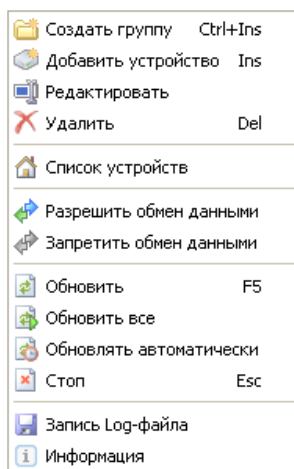 Создать группу Ctrl+Ins
Добавить устройство Ins
Редактировать
Удалить Del
Список устройств
Разрешить обмен данными
Запретить обмен данными
Обновить F5
Обновить все
Обновлять автоматически
Стоп Esc
Запись Log-файла
Информация